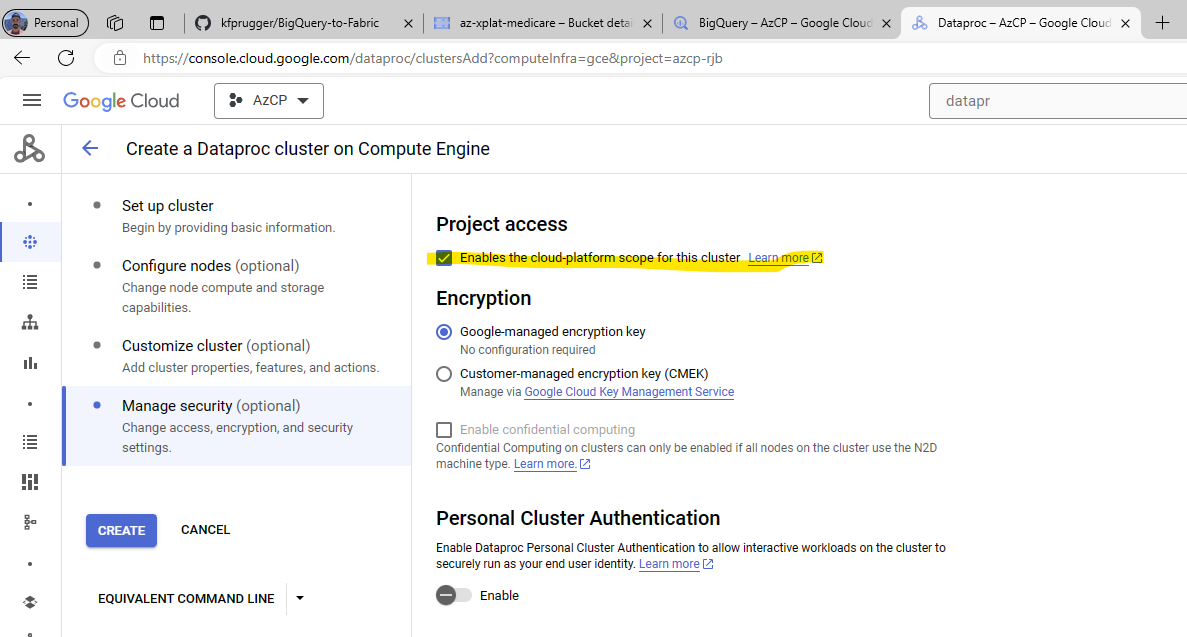 Personal
kfprugger/BigQuery-to-Fabric
az-xplat-medicare – Bucket detai
BigQuery – AzCP – Google Cloud
Dataproc – AzCP – Google Cloud
https://console.cloud.google.com/dataproc/clustersAdd?computeInfra=gce&project=azcp-rjb
Google Cloud
AzCP
datapr
Create a Dataproc cluster on Compute Engine
Set up cluster
Begin by providing basic information.
Configure nodes (optional)
Change node compute and storage
capabilities.
Customize cluster (optional)
Add cluster properties, features, and actions.
Manage security (optional)
Change access, encryption, and security
settings.
CREATE
CANCEL
EQUIVALENT COMMAND LINE
Project access
Enables the cloud-platform scope for this cluster Learn more
Encryption
Google-managed encryption key
No configuration required
Customer-managed encryption key (CMEK)
Manage via Google Cloud Key Management Service
Enable confidential computing
Confidential Computing on clusters can only be enabled if all nodes on the cluster use the N2D
machine type. Learn more.
Personal Cluster Authentication
Enable Dataproc Personal Cluster Authentication to allow interactive workloads on the cluster to
securely run as your end user identity. Learn more
Enable